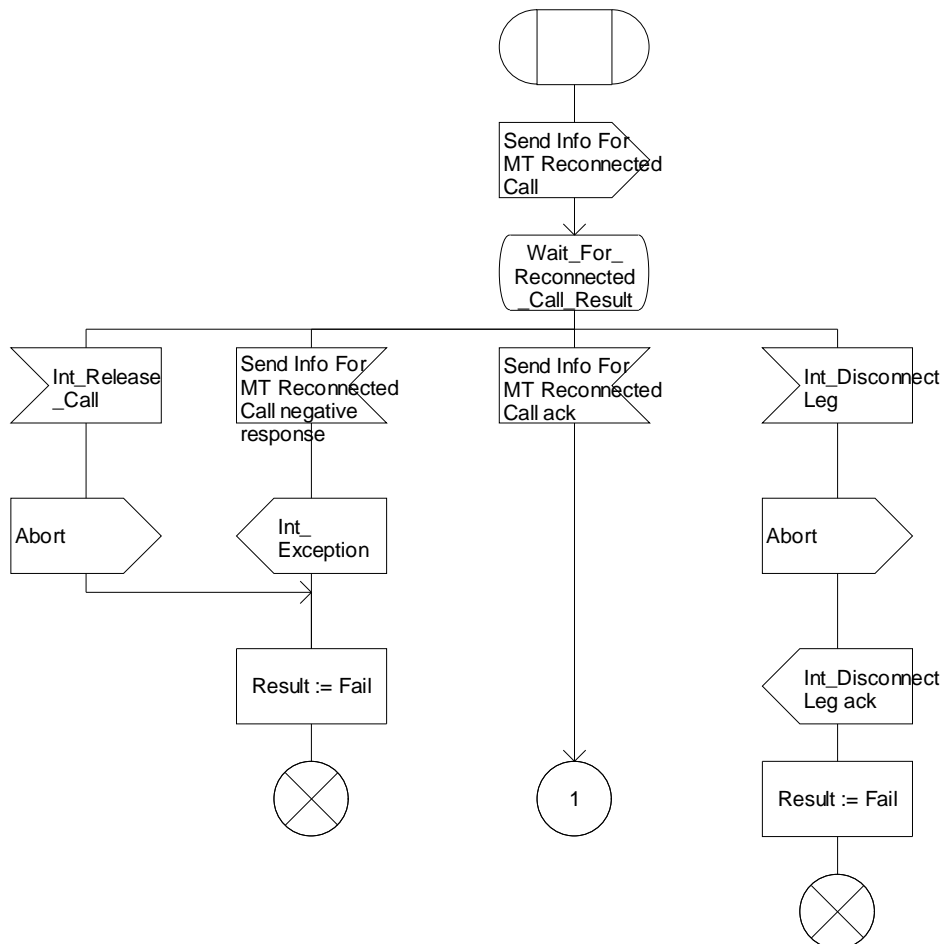 Send Info For
MT Reconnected
Call
Wait_For_
Reconnected
_Call_Result
Int_Release
_Call
Send Info For
MT Reconnected
Call negative
response
Send Info For
MT Reconnected
Call ack
Int_Disconnect
Leg
Abort
Int_
Exception
Abort
Result := Fail
Int_Disconnect
Leg ack
1
Result := Fail